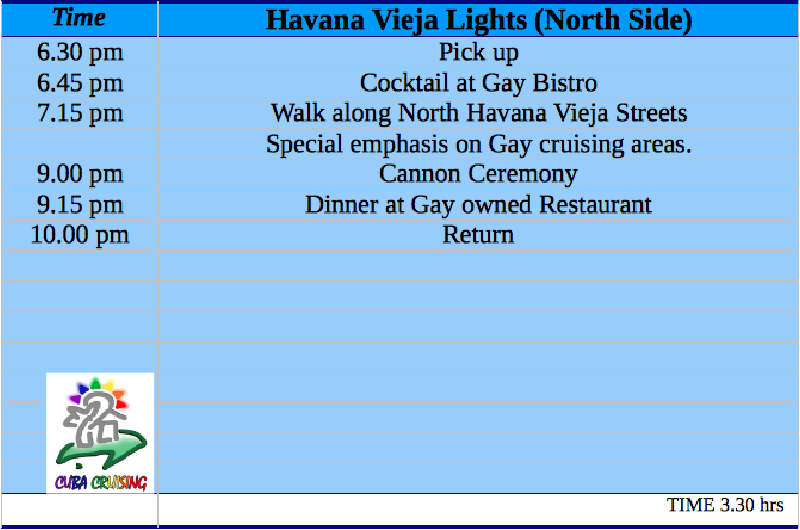 Time Havana Vieja Lights (North Side)
6.30 pm Pick up
6.45 pm Cocktail at Gay Bistro
7.15 pm Walk along North Havana Vieja Streets
Special emphasis on Gay cruising areas.
9.00 pm Cannon Ceremony
9.15 pm Dinner at Gay owned Restaurant
10.00 pm Return
CUBA CRUISING
TIME 3.30 hrs